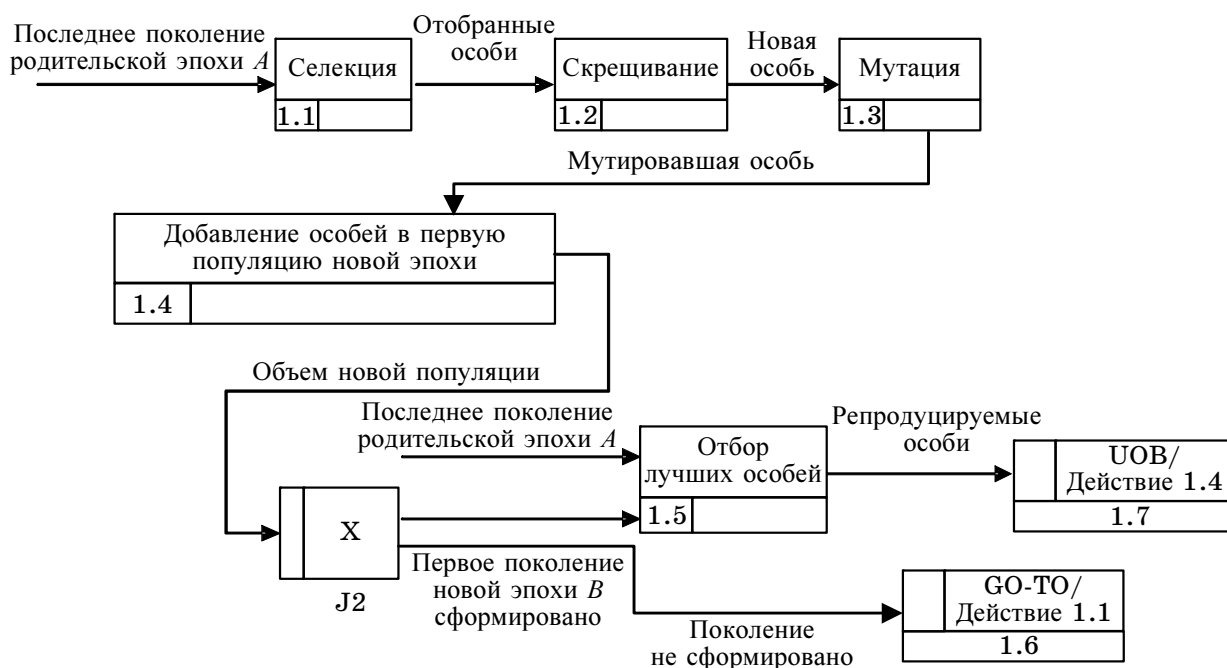 Последнее поколение
родительской эпохи A
Селекция
1.1
Отобранные
особи
Скрещивание
1.2
Новая
особь
Мутация
1.3
Мутировавшая особь
Добавление особей в первую
популяцию новой эпохи
1.4
Объем новой популяции
Последнее поколение
родительской эпохи A
Отбор
лучших особей
1.5
Репродуцируемые
особи
UOB/
Действие 1.4
1.7
X
J2
Первое поколение
новой эпохи B
сформировано
Поколение
не сформировано
GO-TO/
Действие 1.1
1.6